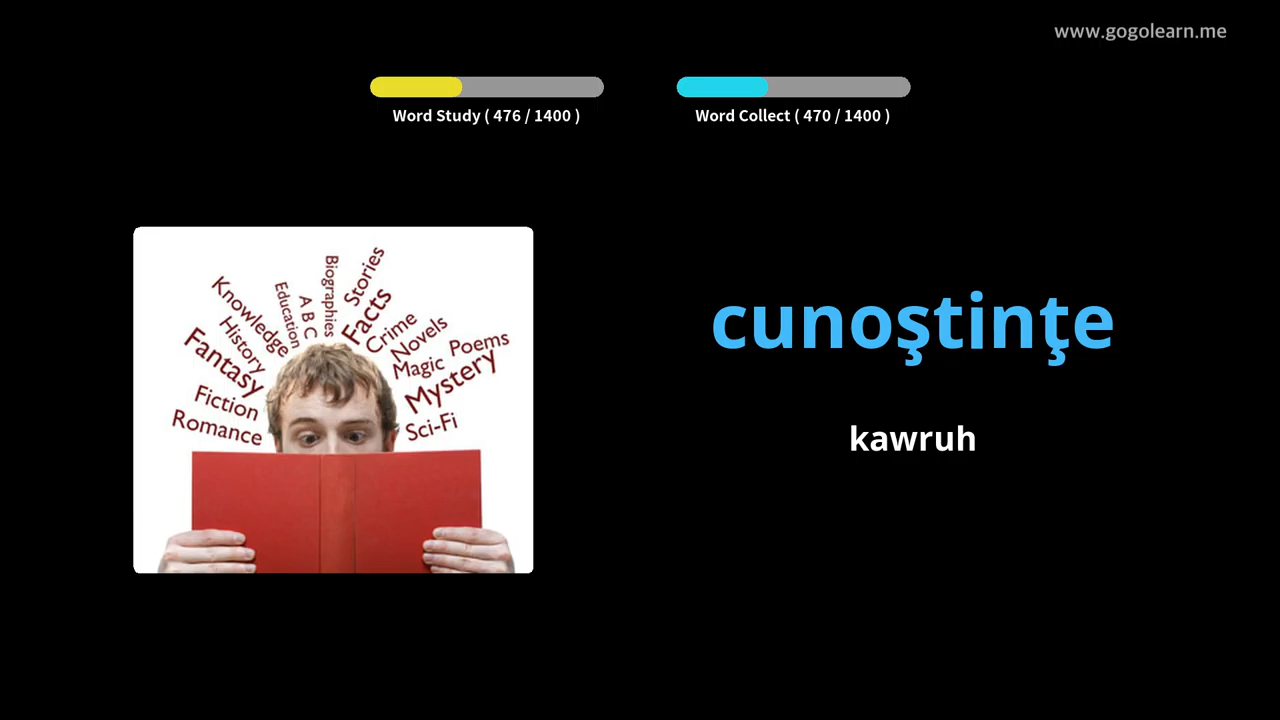 www.gogolearn.me
Word Study ( 476 / 1400 )
Word Collect ( 470 / 1400 )
Biographies
Stories
Education
A B C
Facts
Knowledge
Crime
History
Novels
Fantasy
Magic
Poems
Mystery
Fiction
Romance
Sci-Fi
cunoştinţe
kawruh